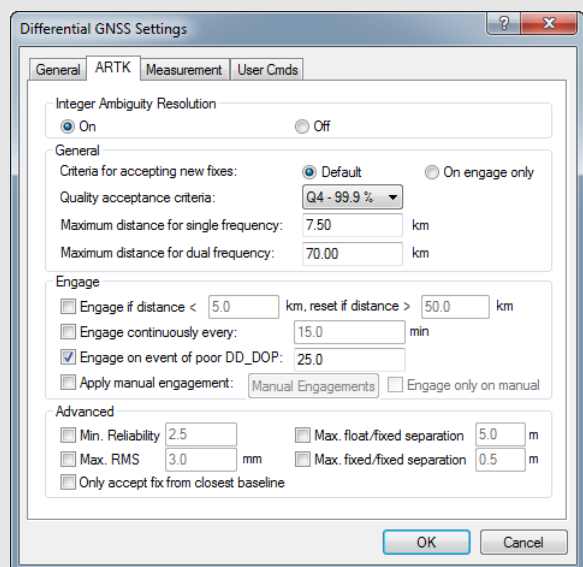 Differential GNSS Settings
?
X
General ARTK Measurement User Cmds
Integer Ambiguity Resolution
On Off
General
Criteria for accepting new fixes: Default On engage only
Quality acceptance criteria: Q4 - 99.9 %
Maximum distance for single frequency: 7.50 km
Maximum distance for dual frequency: 70.00 km
Engage
Engage if distance < 5.0 km, reset if distance > 50.0 km
Engage continuously every: 15.0 min
Engage on event of poor DD_DOP: 25.0
Apply manual engagement: Manual Engagements Engage only on manual
Advanced
Min. Reliability 2.5 Max. float/fixed separation 5.0 m
Max. RMS 3.0 mm Max. fixed/fixed separation 0.5 m
Only accept fix from closest baseline
OK Cancel